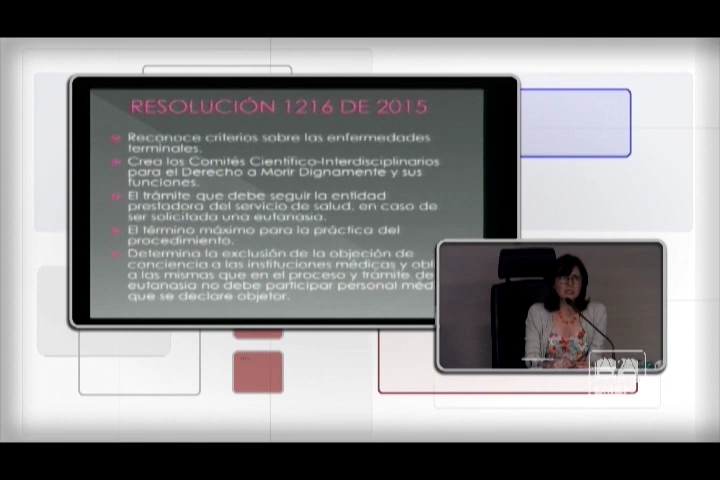 RESOLUCIÓN 1216 DE 2015
Reconoce criterios sobre las enfermedades
terminales.
Crea los Comités Científico-Interdisciplinarios
para el Derecho a Morir Dignamente y sus
funciones.
El trámite que debe seguir la entidad
prestadora del servicio de salud, en caso de
ser solicitada una eutanasia.
El término máximo para la práctica del
procedimiento.
Determina la exclusión de la objeción de
conciencia a las instituciones médicas y obli
a las mismas que en el proceso y trámite de
eutanasia no debe participar personal méd
que se declare objetor.